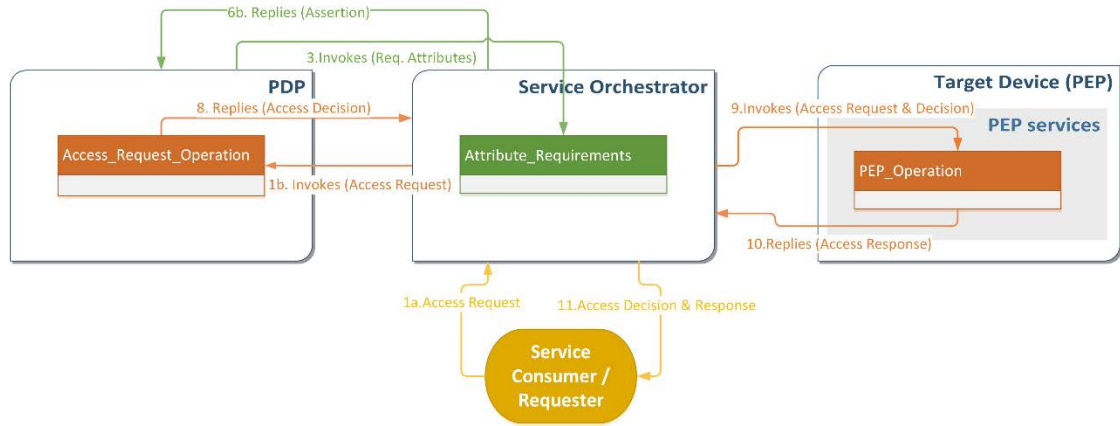 6b. Replies (Assertion)
3.Invokes (Req. Attributes)
PDP
Service Orchestrator
Target Device (PEP)
8. Replies (Access Decision)
9.Invokes (Access Request & Decision)
PEP services
Access_Request_Operation
Attribute_Requirements
PEP_Operation
1b. Invokes (Access Request)
10.Replies (Access Response)
1a.Access Request
11.Access Decision & Response
Service
Consumer /
Requester